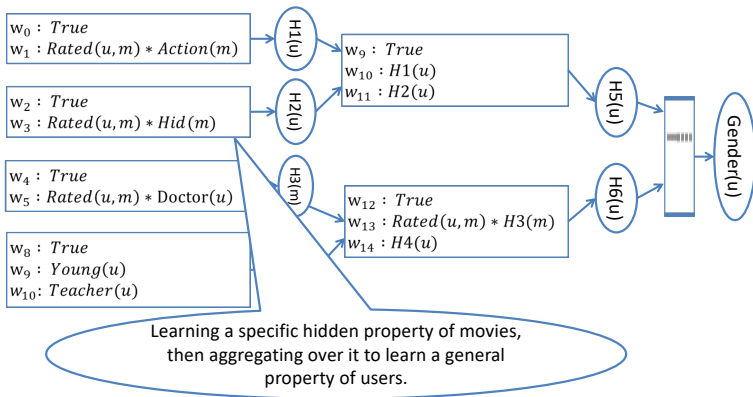 w₀ : True
w₁ : Rated(u, m) * Action(m)
H1(u)
w₂ : True
w₃ : Rated(u, m) * Hid(m)
H2(u)
w₉ : True
w₁₀ : H1(u)
w₁₁ : H2(u)
H5(u)
Gender(u)
w₄ : True
w₅ : Rated(u, m) * Doctor(u)
H3(m)
w₈ : True
w₉ : Young(u)
w₁₀: Teacher(u)
w₁₂ : True
w₁₃ : Rated(u, m) * H3(m)
w₁₄ : H4(u)
H6(u)
Learning a specific hidden property of movies,
then aggregating over it to learn a general
property of users.